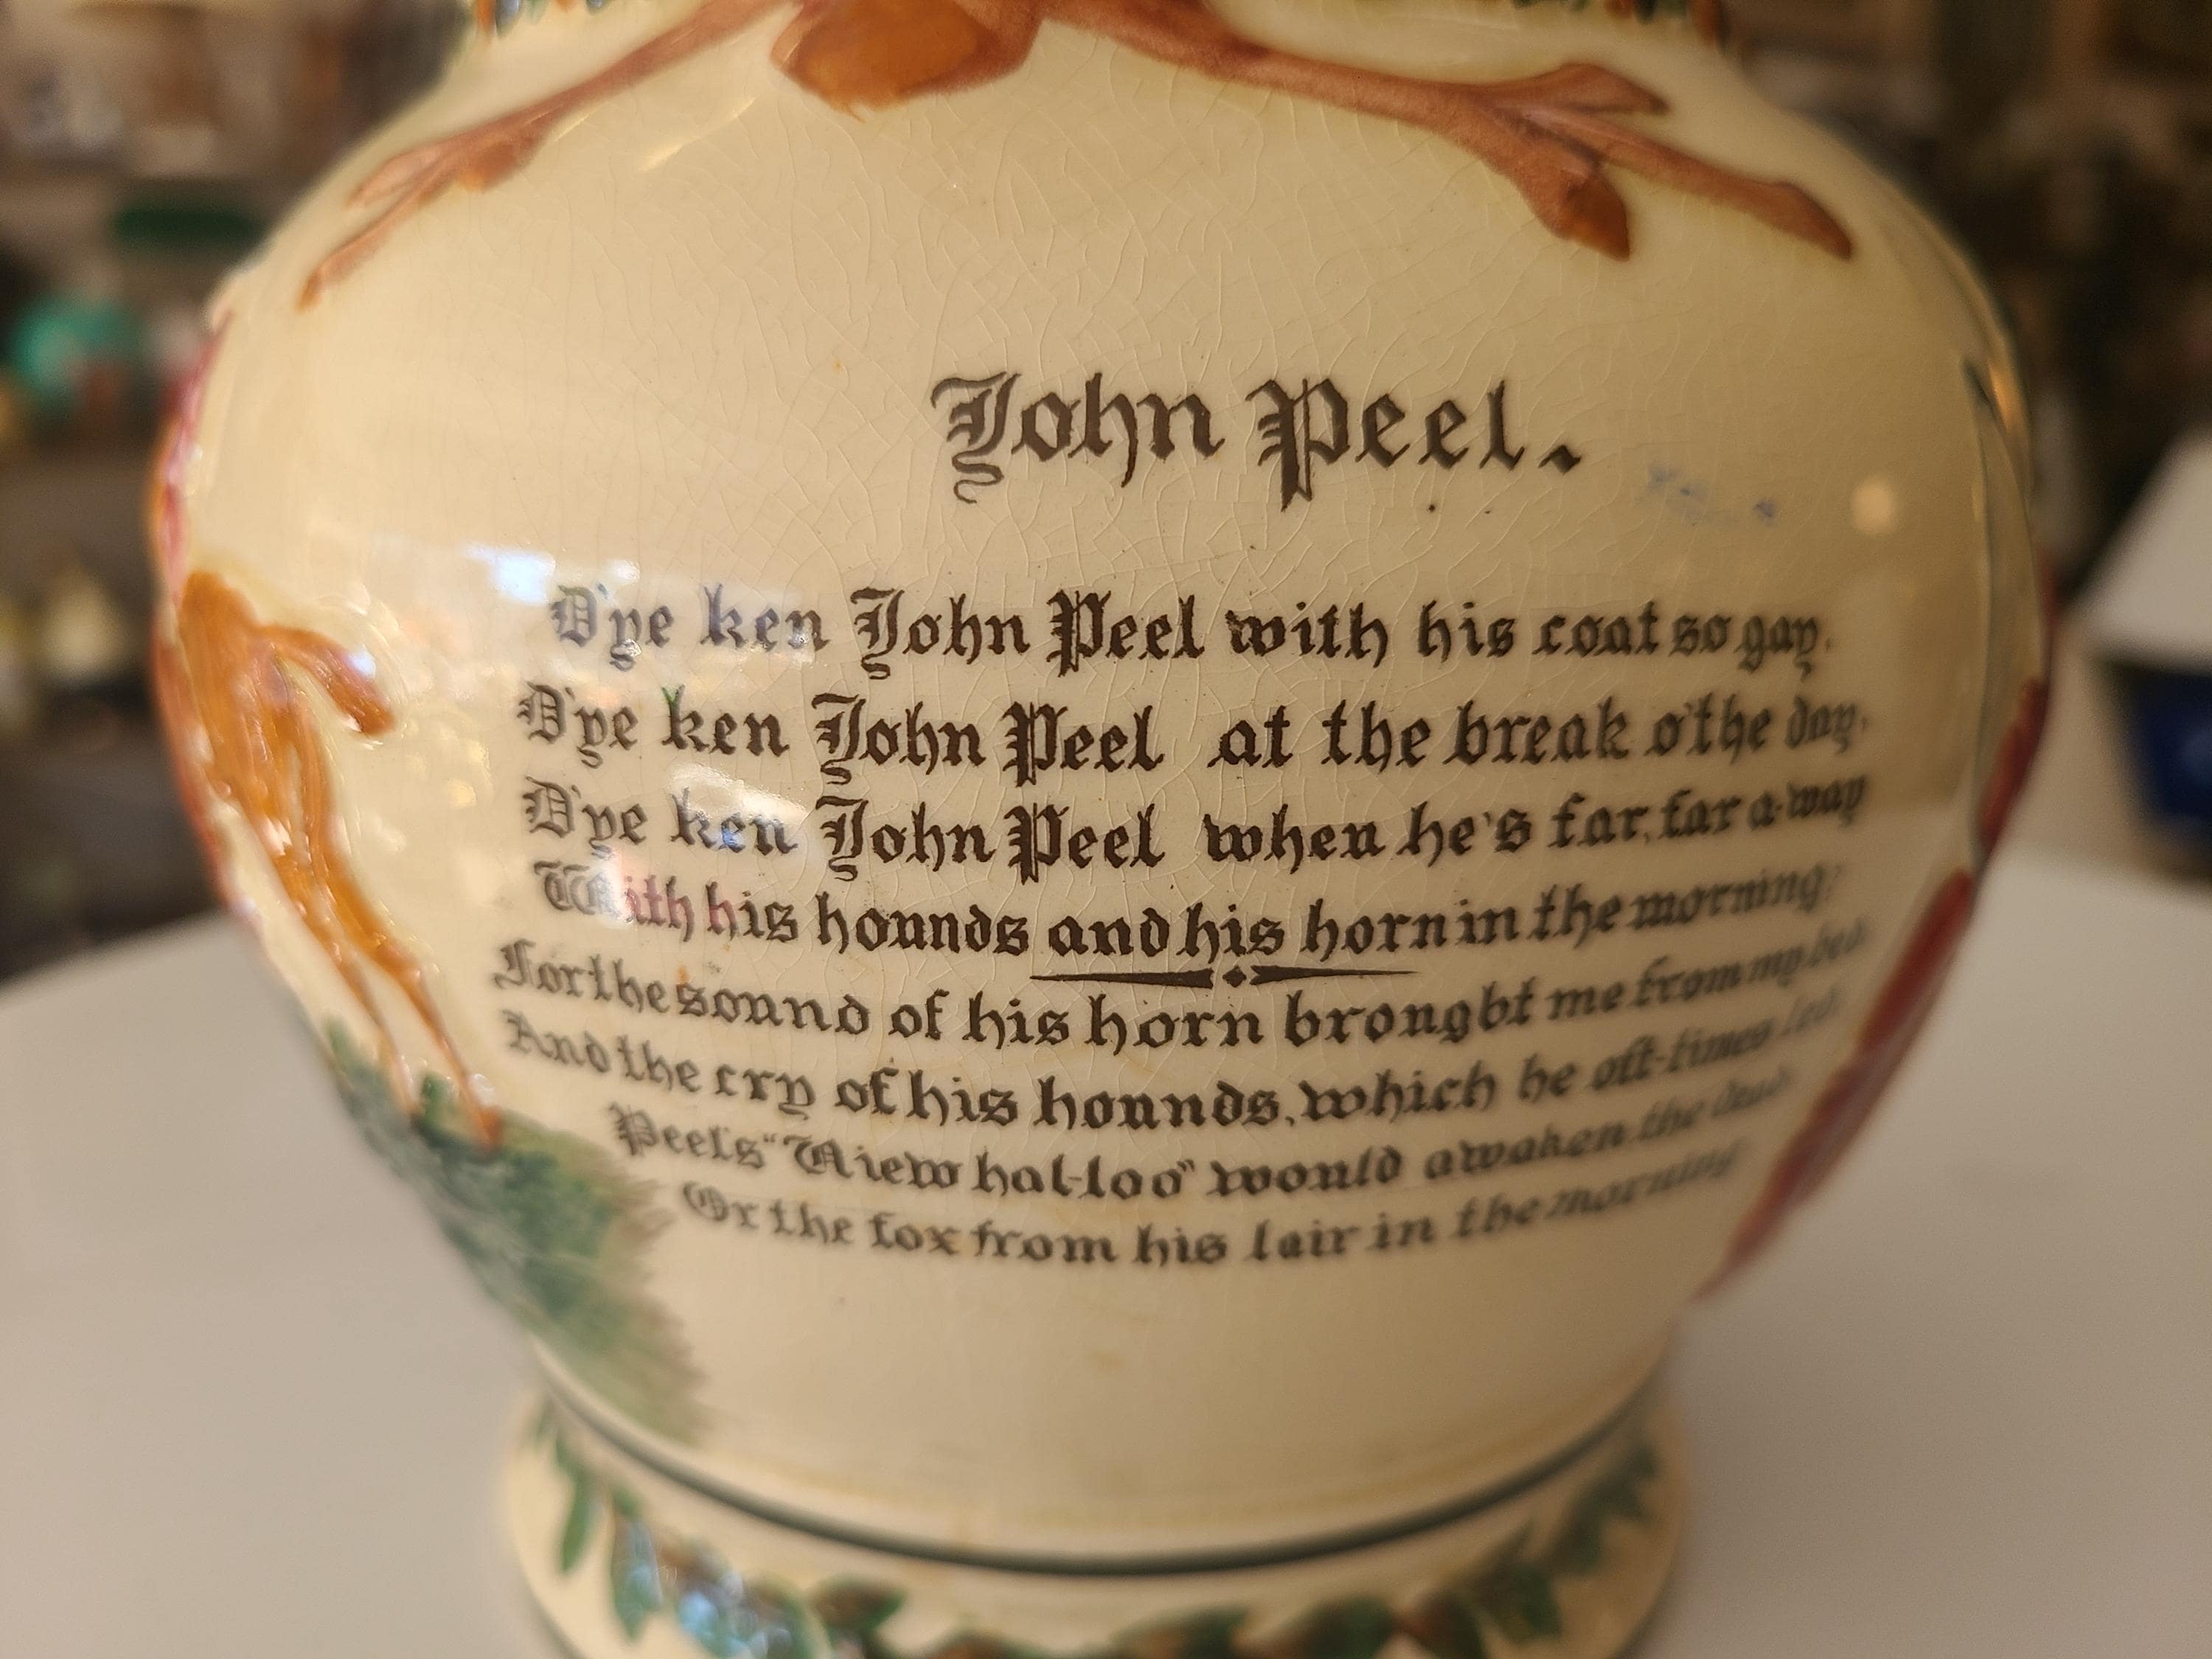 John Peel.
D'ye ken John Peel with his coat so gay,
D'ye ken John Peel at the break o'the day,
D'ye ken John Peel when he's far, far a-way
With his hounds and his horn in the morning?
For the sound of his horn brought me from my bed
And the cry of his hounds, which he oft-times led.
Peel's "View hal-loo" would awaken the dead
Or the fox from his lair in the morning